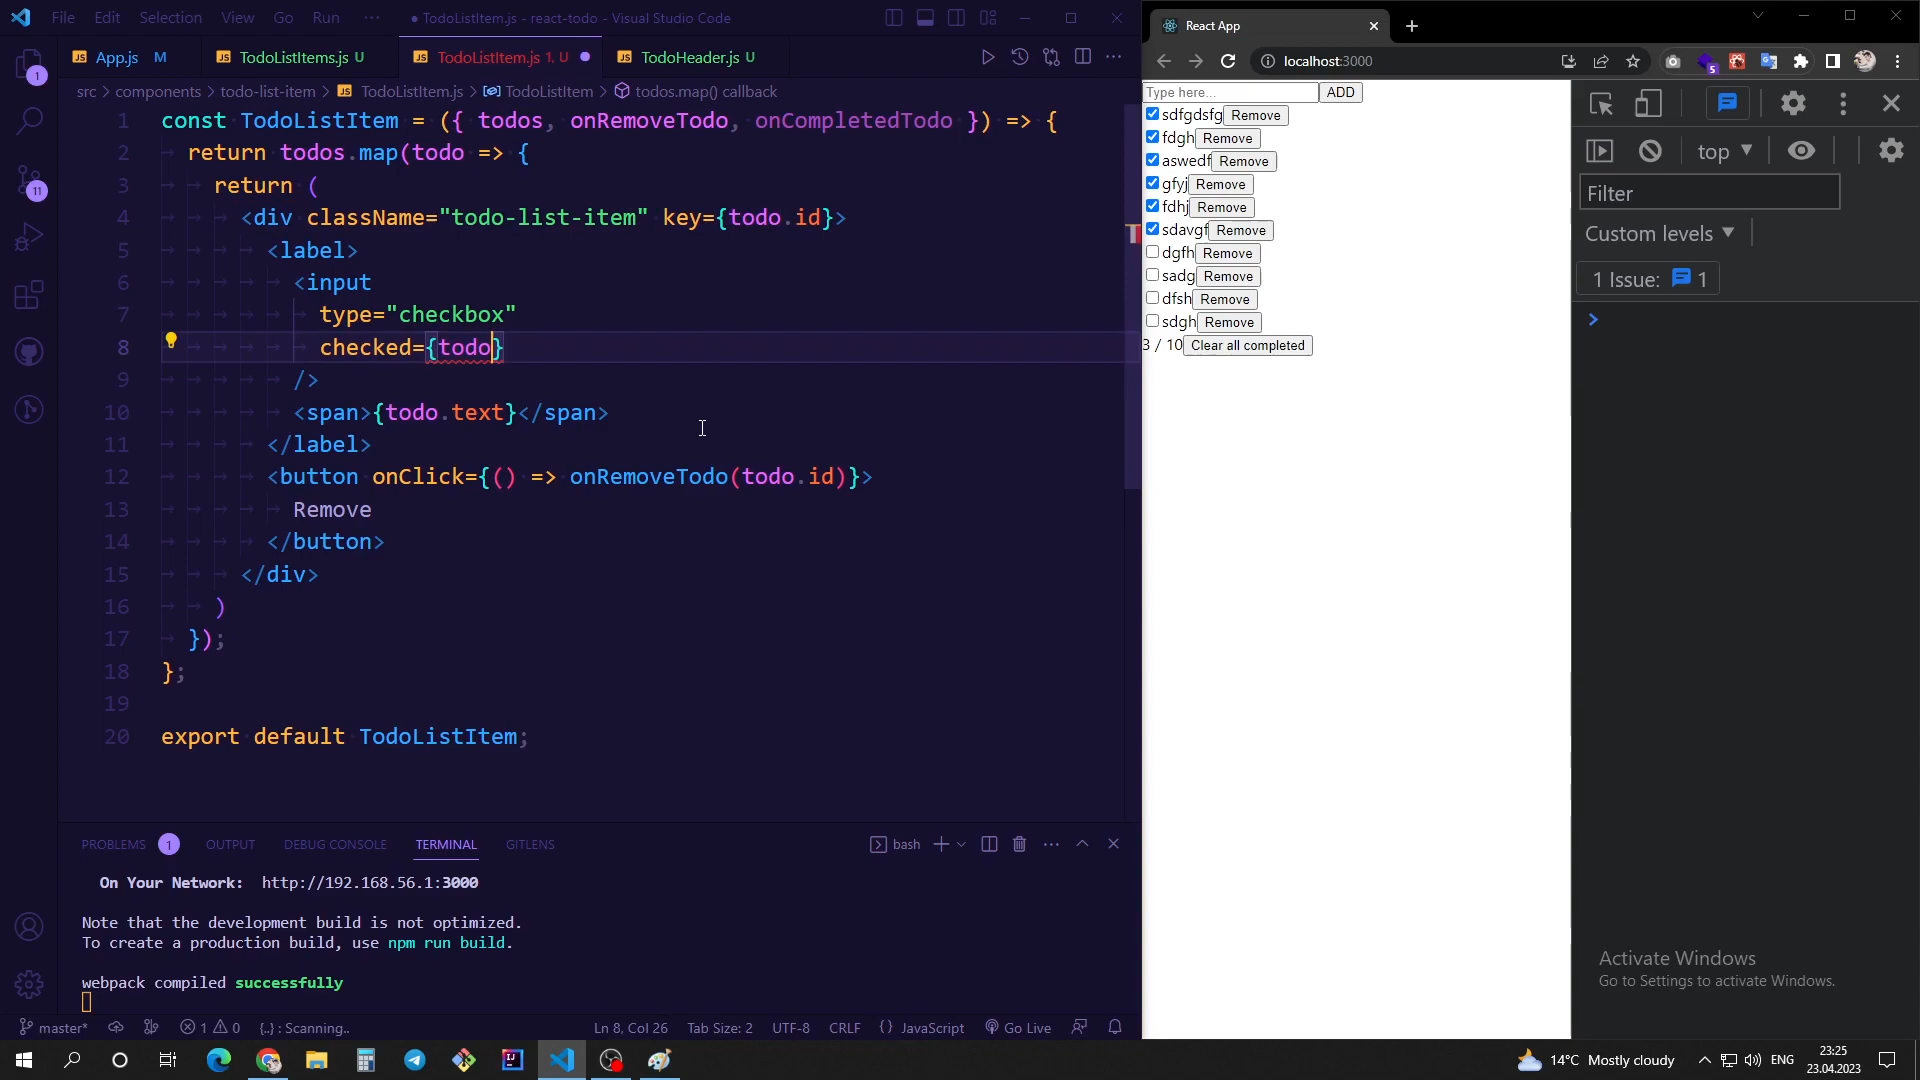 File Edit Selection View Go Run ··· ● TodoListItem.js - react-todo - Visual Studio Code
JS App.js M JS TodoListItems.js U JS TodoListItem.js 1, U ● JS TodoHeader.js U
src > components > todo-list-item > JS TodoListItem.js > TodoListItem > todos.map() callback
1 const TodoListItem = ({ todos, onRemoveTodo, onCompletedTodo }) => {
2 return todos.map(todo => {
3 return (
4 <div className="todo-list-item" key={todo.id}>
5 <label>
6 <input
7 type="checkbox"
8 checked={todo}
9 />
10 <span>{todo.text}</span>
11 </label>
12 <button onClick={() => onRemoveTodo(todo.id)}>
13 Remove
14 </button>
15 </div>
16 )
17 });
18 };
19
20 export default TodoListItem;
1
11
PROBLEMS 1 OUTPUT DEBUG CONSOLE TERMINAL GITLENS bash
On Your Network: http://192.168.56.1:3000
Note that the development build is not optimized.
To create a production build, use npm run build.
webpack compiled successfully
master* 1 0 {..} : Scanning.. Ln 8, Col 26 Tab Size: 2 UTF-8 CRLF {} JavaScript Go Live
React App
localhost:3000
5
Type here... ADD
sdfgdsfg Remove
fdgh Remove
aswedf Remove
gfyj Remove
fdhj Remove
sdavgf Remove
dgfh Remove
sadg Remove
dfsh Remove
sdgh Remove
3 / 10 Clear all completed
top
Filter
Custom levels
1 Issue: 1
Activate Windows
Go to Settings to activate Windows.
14°C Mostly cloudy ENG 23:25
23.04.2023